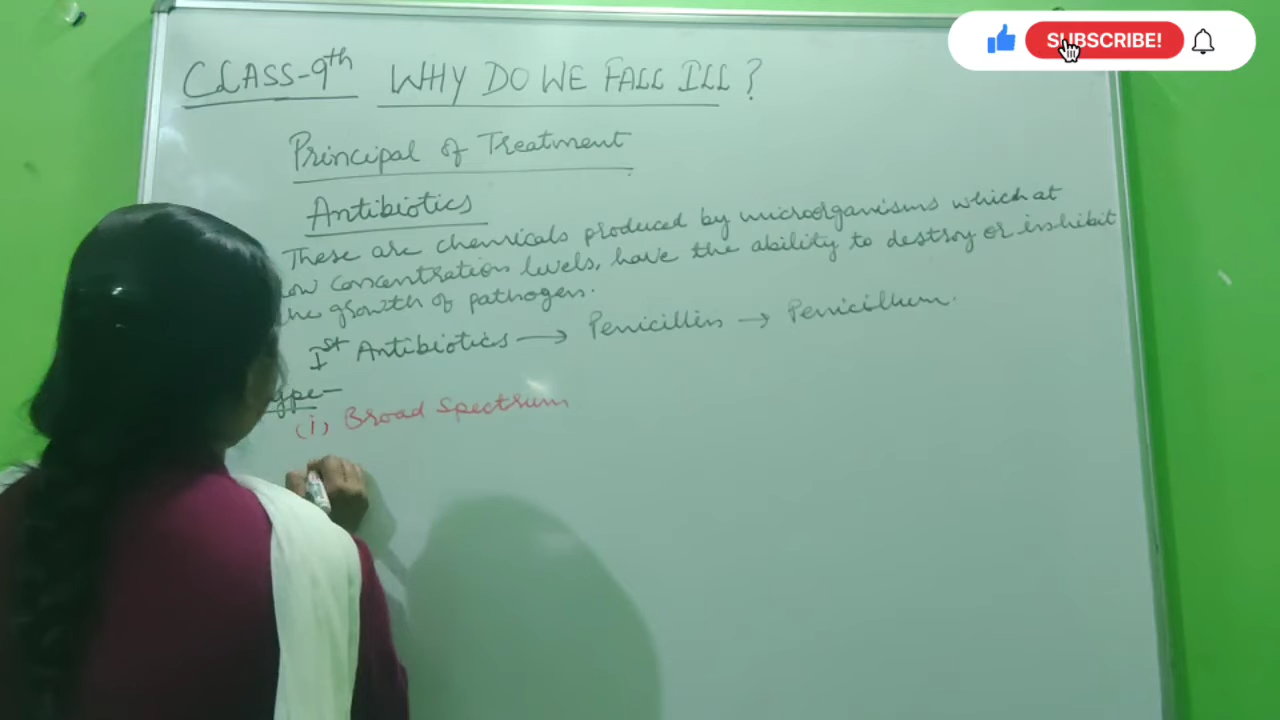 CLASS-9th WHY DO WE FALL ILL?
SUBSCRIBE!
Principal of Treatment
Antibiotics
These are chemicals produced by microorganisms which at
low concentration levels, have the ability to destroy or inhibit
the growth of pathogens.
Ist Antibiotics → Penicillin → Penicillium.
Type-
(i) Broad Spectrum